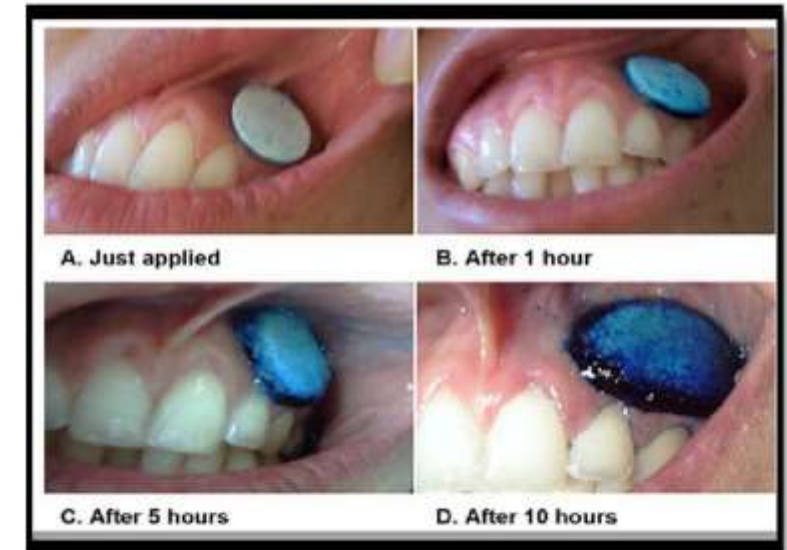 A. Just applied
B. After 1 hour
C. After 5 hours
D. After 10 hours